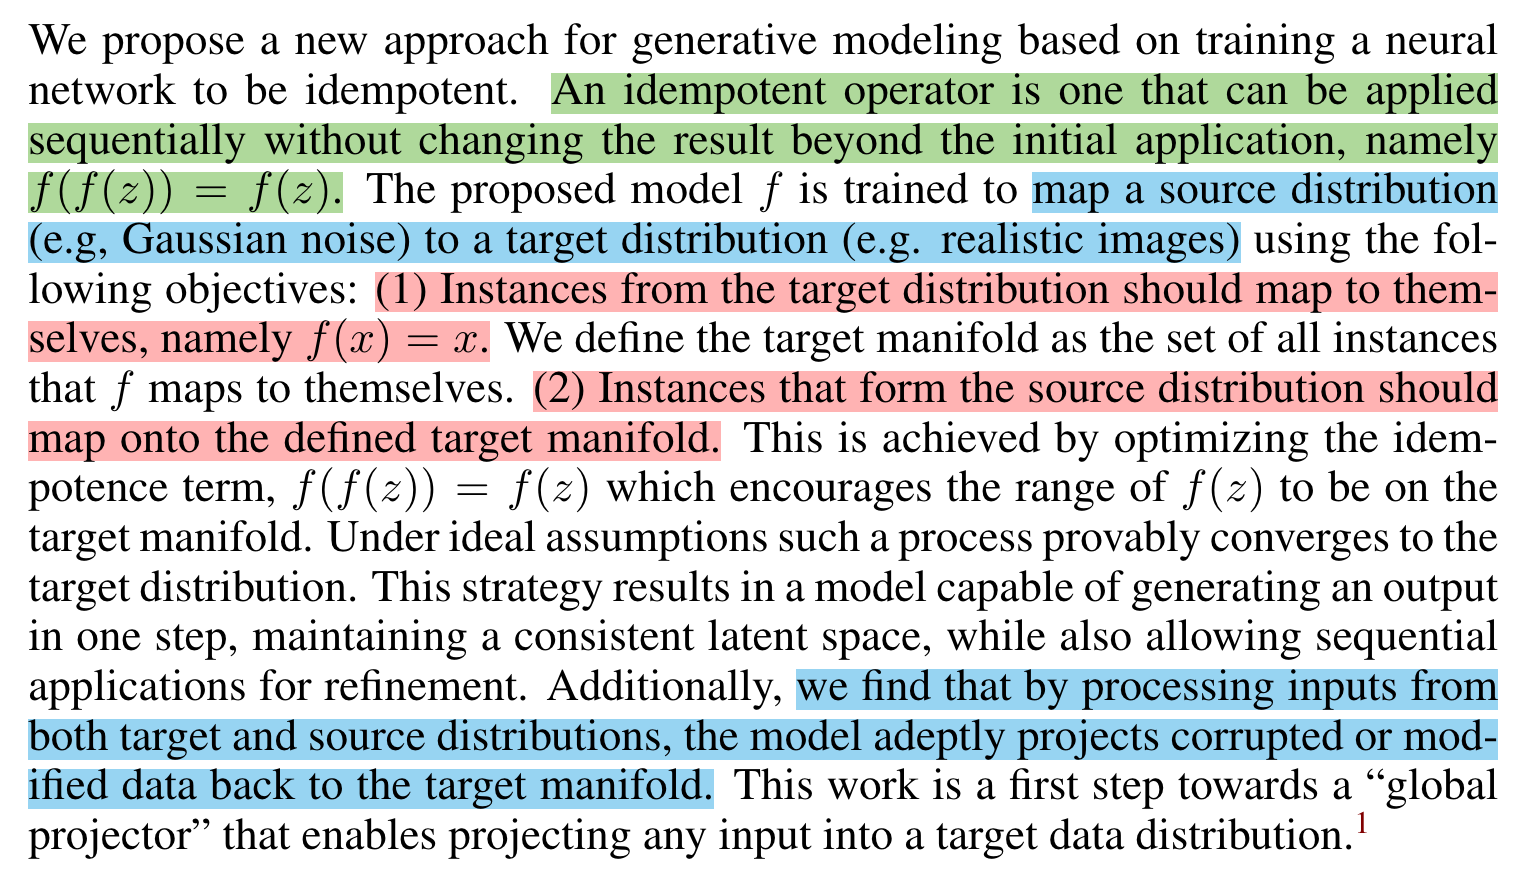 We propose a new approach for generative modeling based on training a neural
network to be idempotent. An idempotent operator is one that can be applied
sequentially without changing the result beyond the initial application, namely
f(f(z)) = f(z). The proposed model f is trained to map a source distribution
(e.g, Gaussian noise) to a target distribution (e.g. realistic images) using the fol-
lowing objectives: (1) Instances from the target distribution should map to them-
selves, namely f(x) = x. We define the target manifold as the set of all instances
that f maps to themselves. (2) Instances that form the source distribution should
map onto the defined target manifold. This is achieved by optimizing the idem-
potence term, f(f(z)) = f(z) which encourages the range of f(z) to be on the
target manifold. Under ideal assumptions such a process provably converges to the
target distribution. This strategy results in a model capable of generating an output
in one step, maintaining a consistent latent space, while also allowing sequential
applications for refinement. Additionally, we find that by processing inputs from
both target and source distributions, the model adeptly projects corrupted or mod-
ified data back to the target manifold. This work is a first step towards a “global
projector” that enables projecting any input into a target data distribution.1